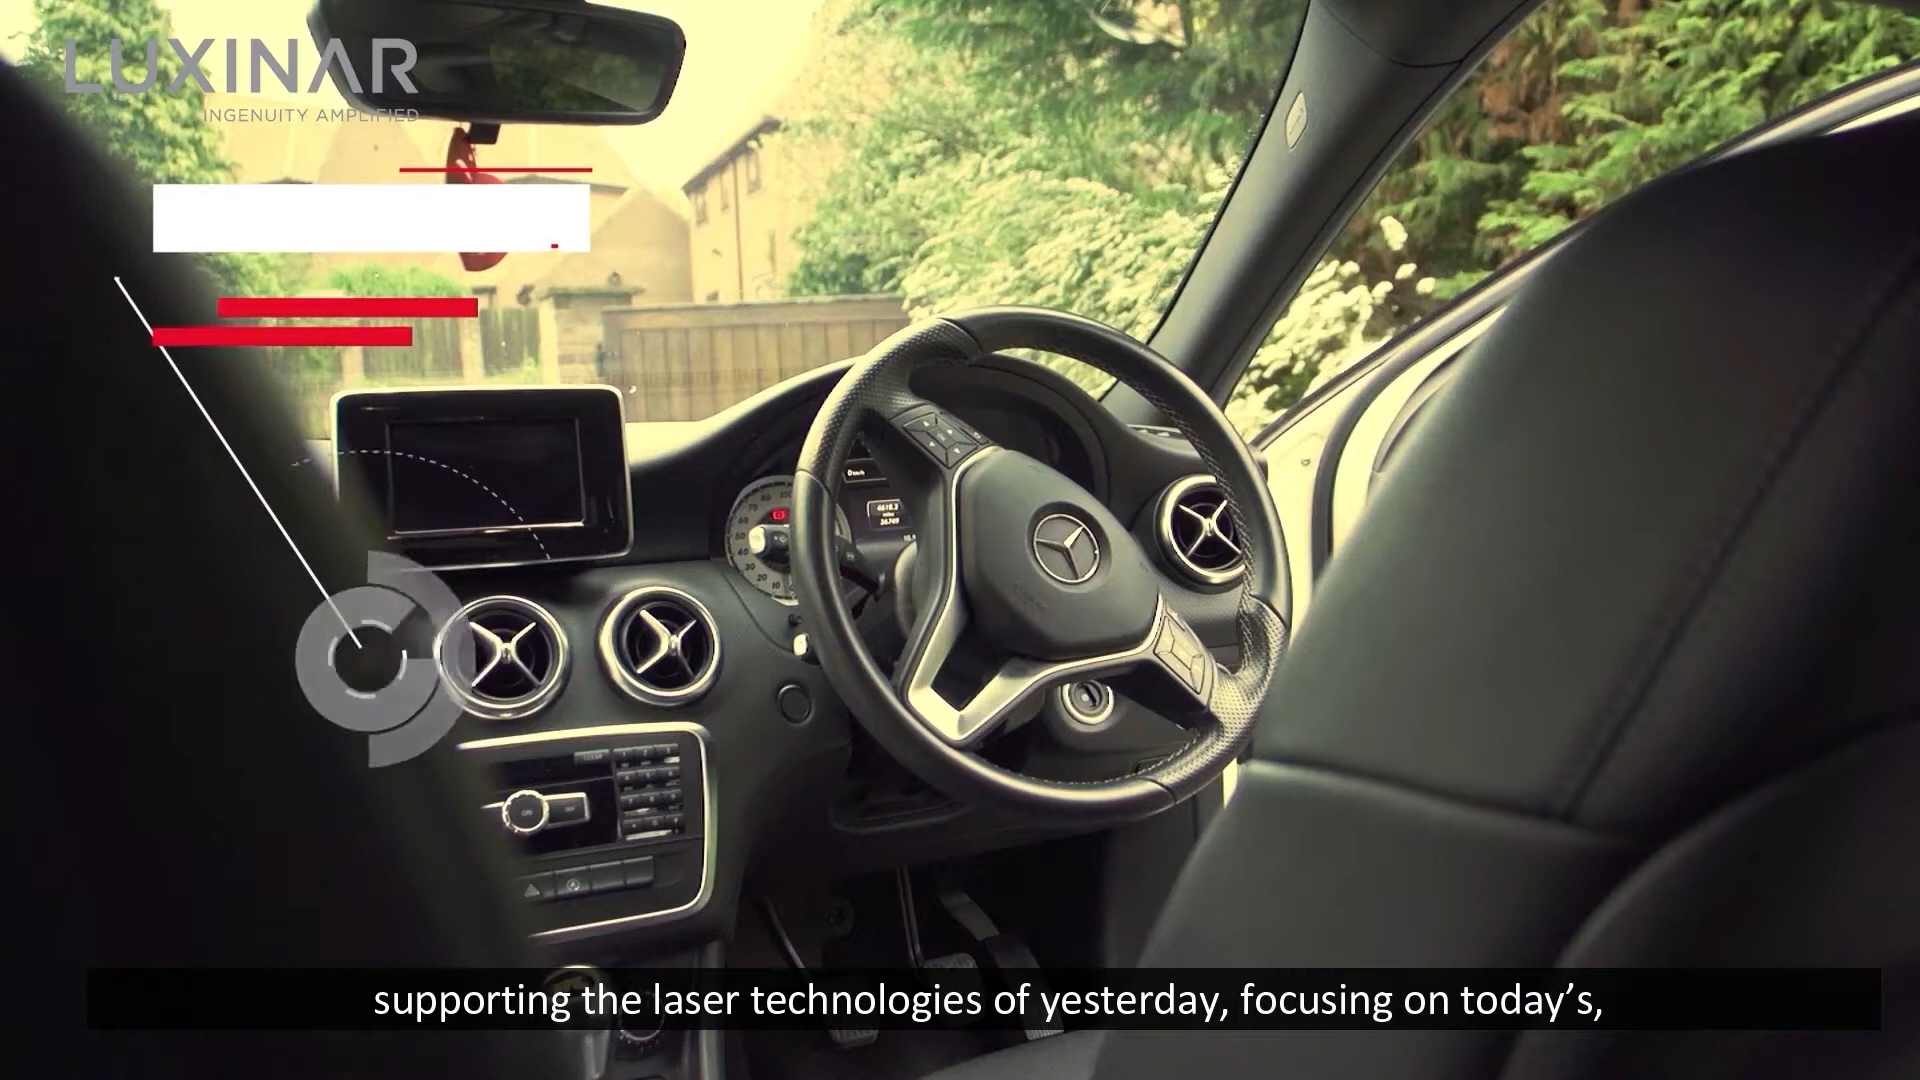 LUXINAR
INGENUITY AMPLIFIED
supporting the laser technologies of yesterday, focusing on today’s,